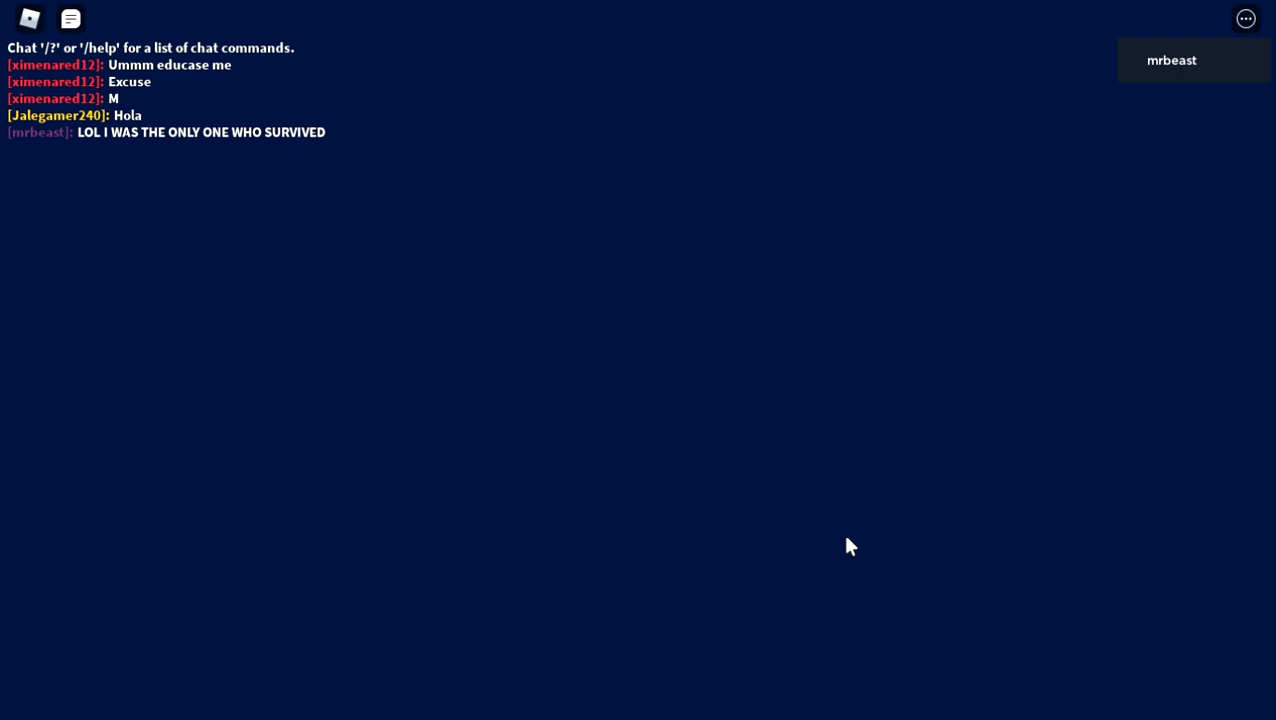 Chat '/?' or '/help' for a list of chat commands.
[ximenared12]: Ummm educase me
[ximenared12]: Excuse
[ximenared12]: M
[Jalegamer240]: Hola
[mrbeast]: LOL I WAS THE ONLY ONE WHO SURVIVED
mrbeast